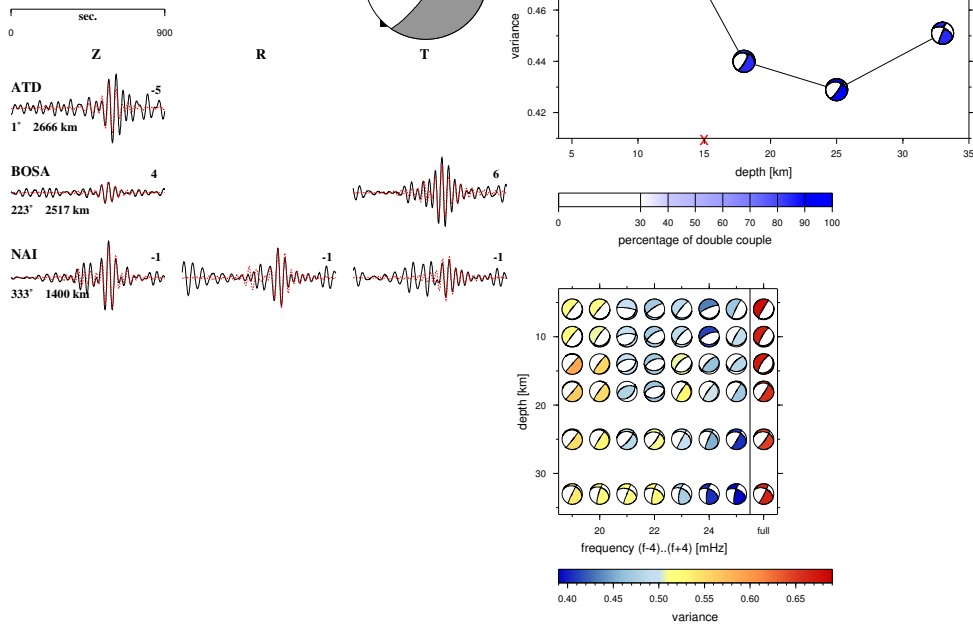 sec.
0 900
Z R T
ATD -5
1° 2666 km
BOSA 4 6
223° 2517 km
NAI -1 -1 -1
333° 1400 km
0.46
0.44
0.42
variance
5 10 15 20 25 30 35
X
depth [km]
0 30 40 50 60 70 80 90 100
percentage of double couple
10
20
30
depth [km]
20 22 24 full
frequency (f-4)..(f+4) [mHz]
0.40 0.45 0.50 0.55 0.60 0.65
variance